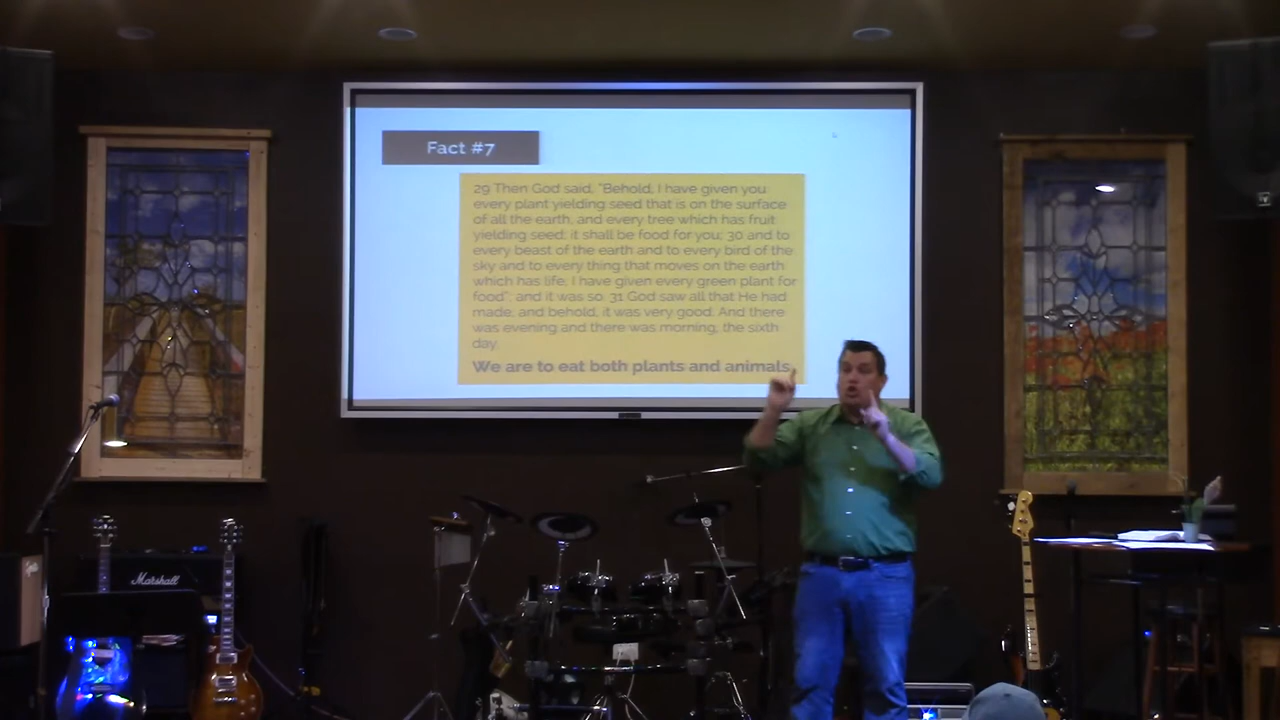 Fact #7
29 Then God said, "Behold, I have given you
every plant yielding seed that is on the surface
of all the earth, and every tree which has fruit
yielding seed; it shall be food for you; 30 and to
every beast of the earth and to every bird of the
sky and to every thing that moves on the earth
which has life, I have given every green plant for
food"; and it was so. 31 God saw all that He had
made, and behold, it was very good. And there
was evening and there was morning, the sixth
day.
We are to eat both plants and animals.
Marshall